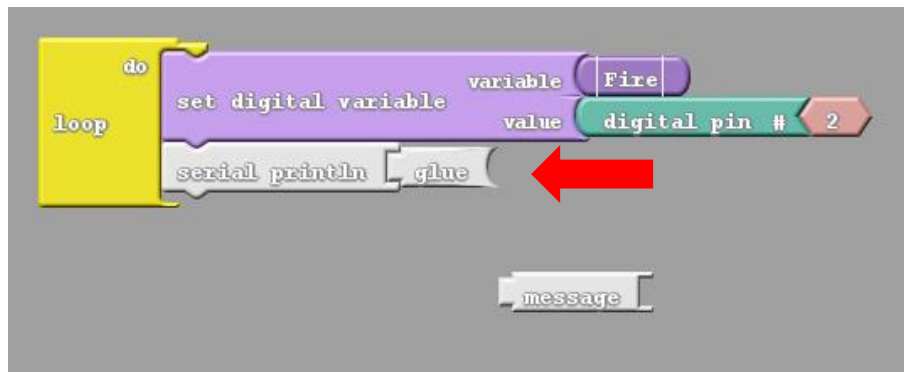 do
loop
set digital variable
variable Fire
value digital pin # 2
serial println glue
message